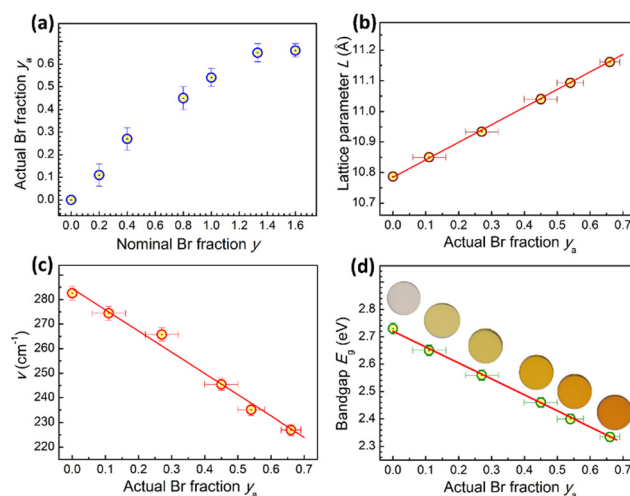 (a)
Actual Br fraction yₐ
0.6
0.5
0.4
0.3
0.2
0.1
0.0
0.0 0.2 0.4 0.6 0.8 1.0 1.2 1.4 1.6
Nominal Br fraction y
(b)
Lattice parameter L (Å)
11.2
11.1
11.0
10.9
10.8
10.7
0.0 0.1 0.2 0.3 0.4 0.5 0.6 0.7
Actual Br fraction yₐ
(c)
ν (cm⁻¹)
290
280
270
260
250
240
230
220
0.0 0.1 0.2 0.3 0.4 0.5 0.6 0.7
Actual Br fraction yₐ
(d)
Bandgap E_g (eV)
2.8
2.7
2.6
2.5
2.4
2.3
0.0 0.1 0.2 0.3 0.4 0.5 0.6 0.7
Actual Br fraction yₐ